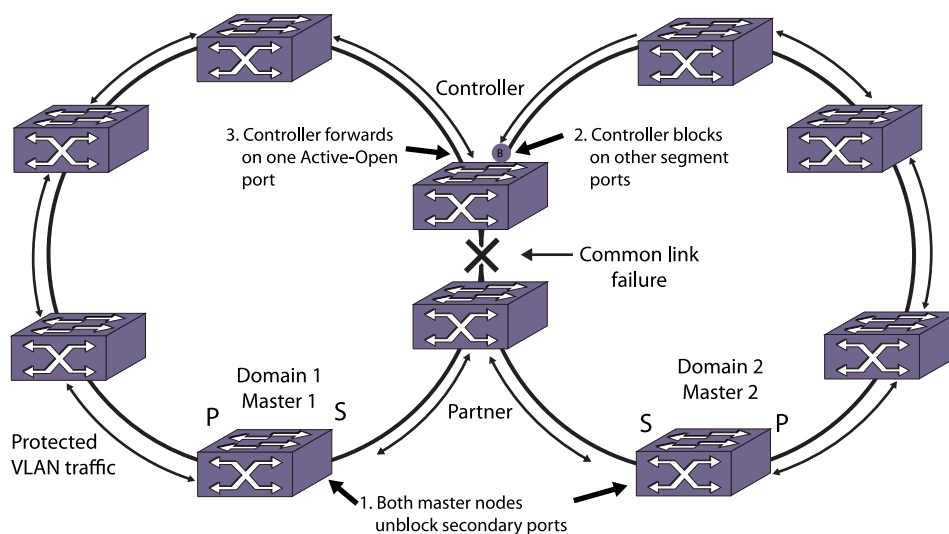 Controller
3. Controller forwards
on one Active-Open
port
B
2. Controller blocks
on other segment
ports
Common link
failure
Domain 1
Master 1
P
S
Partner
Domain 2
Master 2
S
P
Protected
VLAN traffic
1. Both master nodes
unblock secondary ports